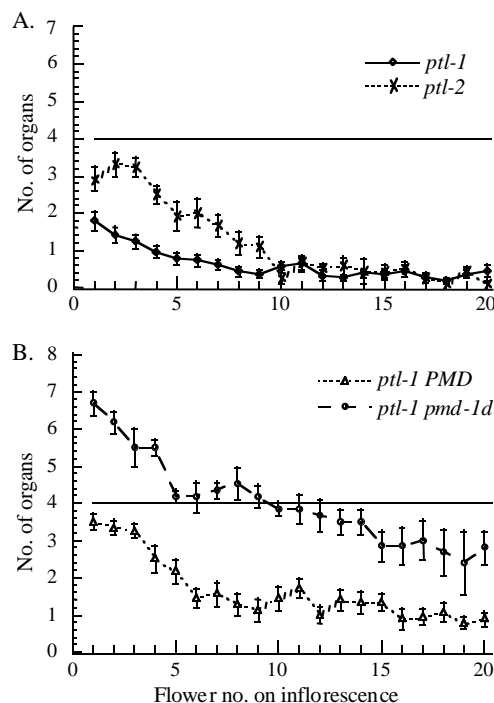 A.
7
6
5
4
3
2
1
0
No. of organs
ptl-1
ptl-2
0 5 10 15 20
B.
8
7
6
5
4
3
2
1
0
No. of organs
ptl-1 PMD
ptl-1 pmd-1d
0 5 10 15 20
Flower no. on inflorescence